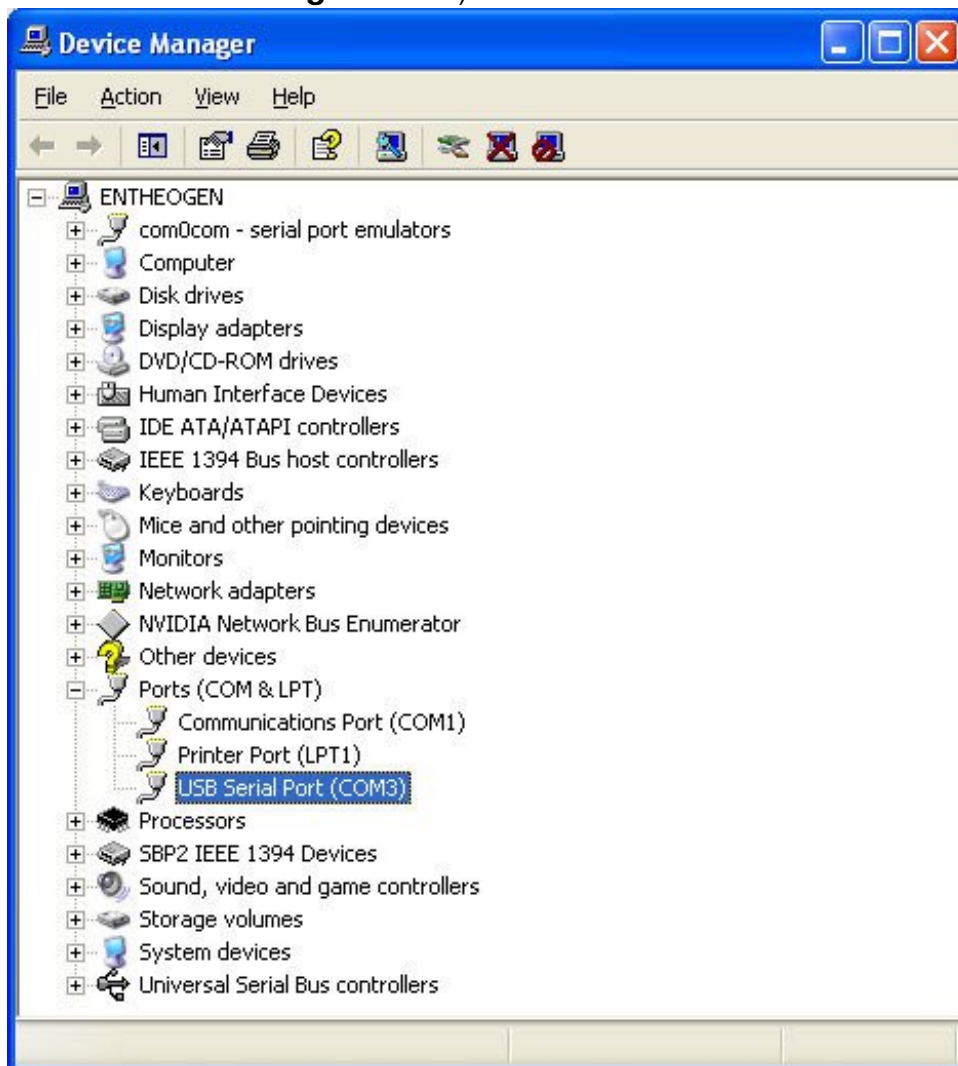 Device Manager
File Action View Help
ENTHEOGEN
com0com - serial port emulators
Computer
Disk drives
Display adapters
DVD/CD-ROM drives
Human Interface Devices
IDE ATA/ATAPI controllers
IEEE 1394 Bus host controllers
Keyboards
Mice and other pointing devices
Monitors
Network adapters
NVIDIA Network Bus Enumerator
Other devices
Ports (COM & LPT)
Communications Port (COM1)
Printer Port (LPT1)
USB Serial Port (COM3)
Processors
SBP2 IEEE 1394 Devices
Sound, video and game controllers
Storage volumes
System devices
Universal Serial Bus controllers